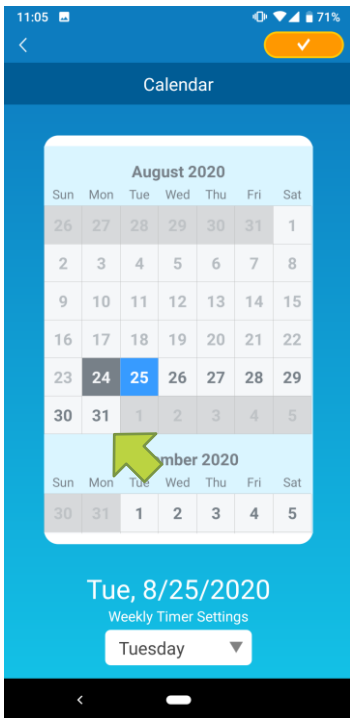 11:05 71%
Calendar
August 2020
Sun Mon Tue Wed Thu Fri Sat
26 27 28 29 30 31 1
2 3 4 5 6 7 8
9 10 11 12 13 14 15
16 17 18 19 20 21 22
23 24 25 26 27 28 29
30 31 1 2 3 4 5
mber 2020
Sun Mon Tue Wed Thu Fri Sat
30 31 1 2 3 4 5
Tue, 8/25/2020
Weekly Timer Settings
Tuesday